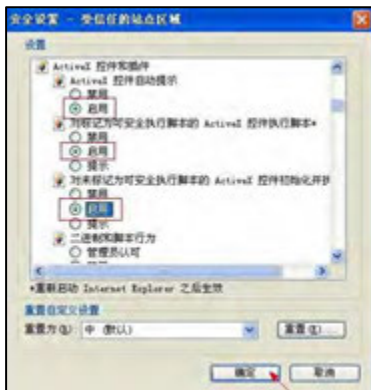 安全设置 - 受信任的站点区域
设置
ActiveX 控件和插件
ActiveX 控件自动提示
禁用
启用
对标记为可安全执行脚本的 ActiveX 控件执行脚本*
禁用
启用
提示
对未标记为可安全执行脚本的 ActiveX 控件初始化并执
禁用
启用
提示
二进制和脚本行为
管理员认可
*重新启动 Internet Explorer 之后生效
重置自定义设置
重置为(R) 中 (默认) 重置(E)...
确定 取消